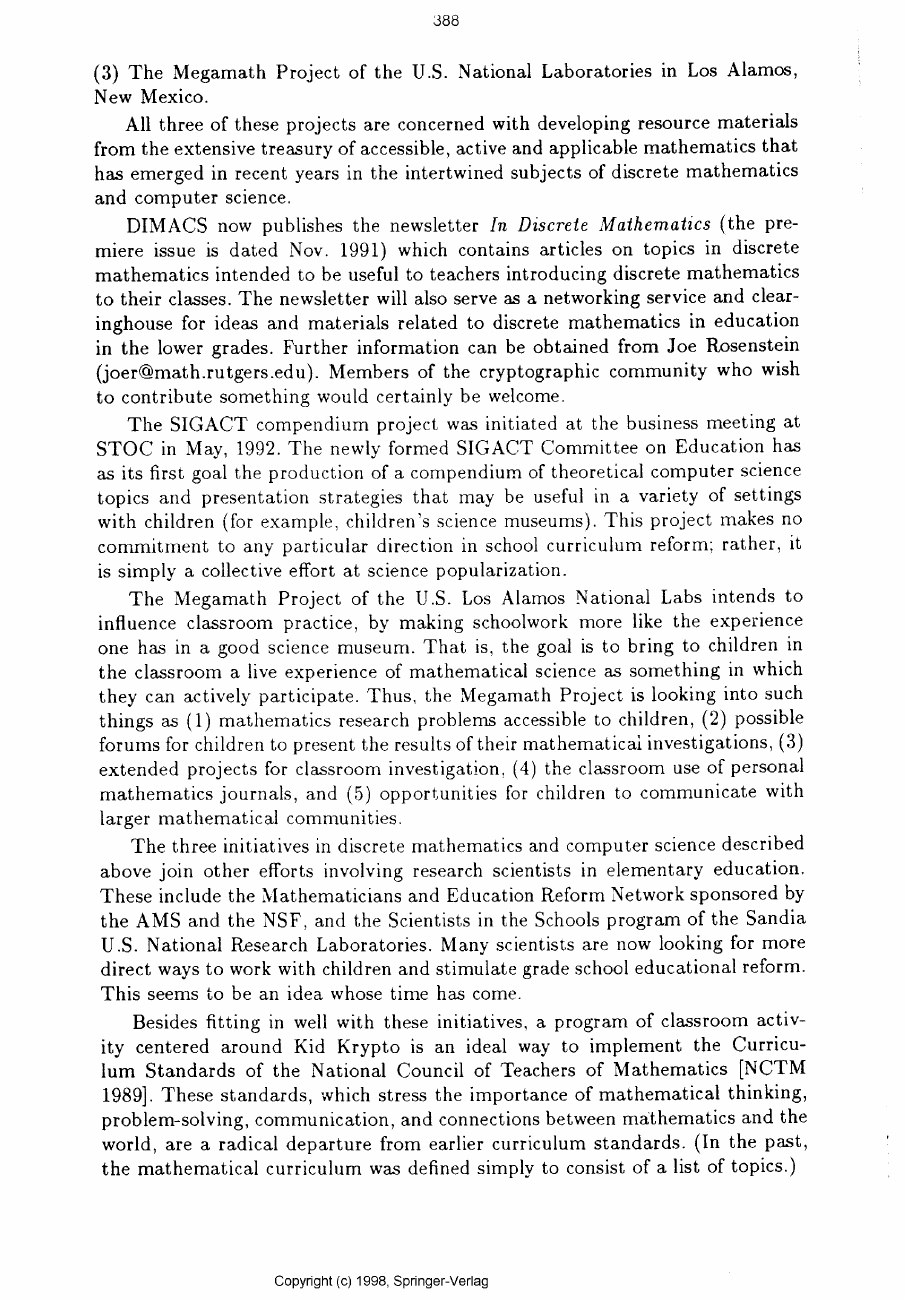 388
(3) The Megamath Project of the U.S. National Laboratories in Los Alamos,
New Mexico.
All three of these projects are concerned with developing resource materials
from the extensive treasury of accessible, active and applicable mathematics that
has emerged in recent years in the intertwined subjects of discrete mathematics
and computer science.
DIMACS now publishes the newsletter In Discrete Mathematics (the pre-
miere issue is dated Nov. 1991) which contains articles on topics in discrete
mathematics intended to be useful to teachers introducing discrete mathematics
to their classes. The newsletter will also serve as a networking service and clear-
inghouse for ideas and materials related to discrete mathematics in education
in the lower grades. Further information can be obtained from Joe Rosenstein
(joer@math.rutgers.edu). Members of the cryptographic community who wish
to contribute something would certainly be welcome.
The SIGACT compendium project was initiated at the business meeting at
STOC in May, 1992. The newly formed SIGACT Committee on Education has
as its first goal the production of a compendium of theoretical computer science
topics and presentation strategies that may be useful in a variety of settings
with children (for example, children's science museums). This project makes no
commitment to any particular direction in school curriculum reform; rather, it
is simply a collective effort at science popularization.
The Megamath Project of the U.S. Los Alamos National Labs intends to
influence classroom practice, by making schoolwork more like the experience
one has in a good science museum. That is, the goal is to bring to children in
the classroom a live experience of mathematical science as something in which
they can actively participate. Thus, the Megamath Project is looking into such
things as (1) mathematics research problems accessible to children, (2) possible
forums for children to present the results of their mathematical investigations, (3)
extended projects for classroom investigation, (4) the classroom use of personal
mathematics journals, and (5) opportunities for children to communicate with
larger mathematical communities.
The three initiatives in discrete mathematics and computer science described
above join other efforts involving research scientists in elementary education.
These include the Mathematicians and Education Reform Network sponsored by
the AMS and the NSF, and the Scientists in the Schools program of the Sandia
U.S. National Research Laboratories. Many scientists are now looking for more
direct ways to work with children and stimulate grade school educational reform.
This seems to be an idea whose time has come.
Besides fitting in well with these initiatives, a program of classroom activ-
ity centered around Kid Krypto is an ideal way to implement the Curricu-
lum Standards of the National Council of Teachers of Mathematics [NCTM
1989]. These standards, which stress the importance of mathematical thinking,
problem-solving, communication, and connections between mathematics and the
world, are a radical departure from earlier curriculum standards. (In the past,
the mathematical curriculum was defined simply to consist of a list of topics.)
Copyright (c) 1998, Springer-Verlag